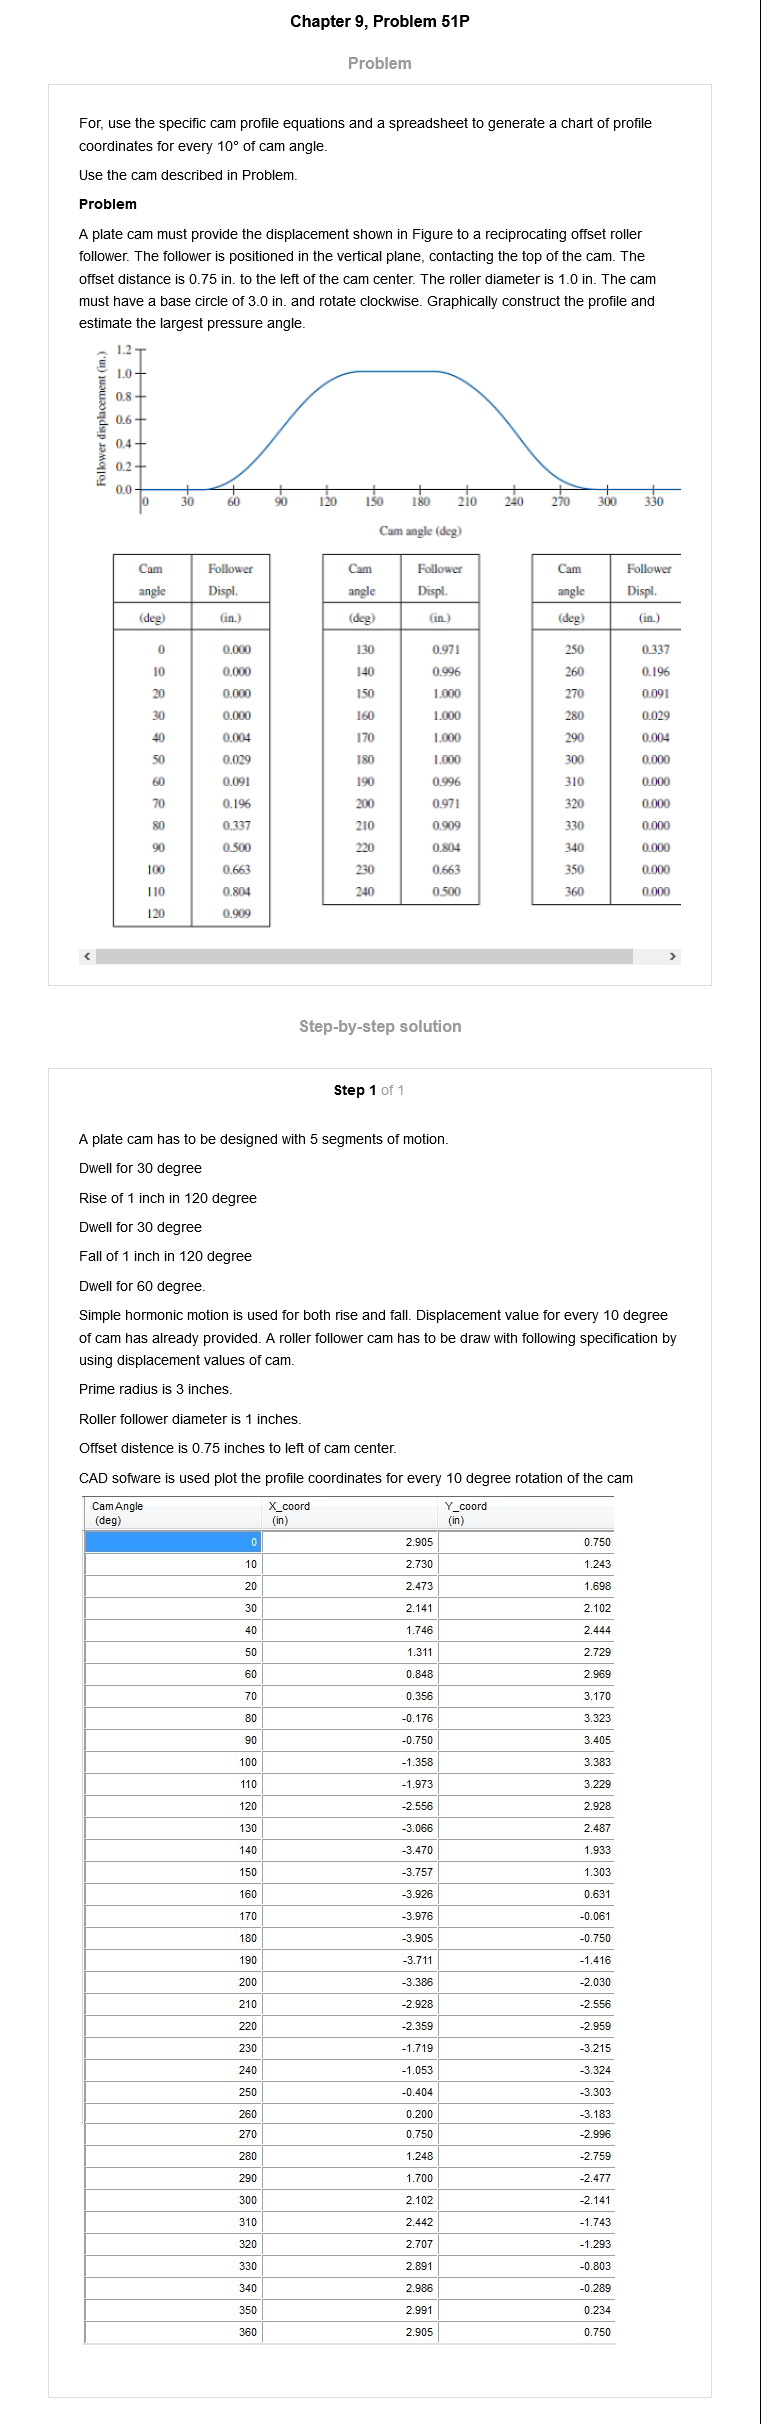 Chapter 9, Problem 51P
Problem
For, use the specific cam profile equations and a spreadsheet to generate a chart of profile
coordinates for every 10° of cam angle.
Use the cam described in Problem.
Problem
A plate cam must provide the displacement shown in Figure to a reciprocating offset roller
follower. The follower is positioned in the vertical plane, contacting the top of the cam. The
offset distance is 0.75 in. to the left of the cam center. The roller diameter is 1.0 in. The cam
must have a base circle of 3.0 in. and rotate clockwise. Graphically construct the profile and
estimate the largest pressure angle.
Follower displacement (in.)
1.2
1.0
0.8
0.6
0.4
0.2
0.0
0 30 60 90 120 150 180 210 240 270 300 330
Cam angle (deg)
Cam Follower Cam Follower Cam Follower
angle Displ. angle Displ. angle Displ.
(deg) (in.) (deg) (in.) (deg) (in.)
0 0.000 130 0.971 250 0.337
10 0.000 140 0.996 260 0.196
20 0.000 150 1.000 270 0.091
30 0.000 160 1.000 280 0.029
40 0.004 170 1.000 290 0.004
50 0.029 180 1.000 300 0.000
60 0.091 190 0.996 310 0.000
70 0.196 200 0.971 320 0.000
80 0.337 210 0.909 330 0.000
90 0.500 220 0.804 340 0.000
100 0.663 230 0.663 350 0.000
110 0.804 240 0.500 360 0.000
120 0.909
Step-by-step solution
Step 1 of 1
A plate cam has to be designed with 5 segments of motion.
Dwell for 30 degree
Rise of 1 inch in 120 degree
Dwell for 30 degree
Fall of 1 inch in 120 degree
Dwell for 60 degree.
Simple hormonic motion is used for both rise and fall. Displacement value for every 10 degree
of cam has already provided. A roller follower cam has to be draw with following specification by
using displacement values of cam.
Prime radius is 3 inches.
Roller follower diameter is 1 inches.
Offset distence is 0.75 inches to left of cam center.
CAD sofware is used plot the profile coordinates for every 10 degree rotation of the cam
Cam Angle X_coord Y_coord
(deg) (in) (in)
0 2.905 0.750
10 2.730 1.243
20 2.473 1.698
30 2.141 2.102
40 1.746 2.444
50 1.311 2.729
60 0.848 2.969
70 0.356 3.170
80 -0.176 3.323
90 -0.750 3.405
100 -1.358 3.383
110 -1.973 3.229
120 -2.556 2.928
130 -3.066 2.487
140 -3.470 1.933
150 -3.757 1.303
160 -3.926 0.631
170 -3.976 -0.061
180 -3.905 -0.750
190 -3.711 -1.416
200 -3.386 -2.030
210 -2.928 -2.556
220 -2.359 -2.959
230 -1.719 -3.215
240 -1.053 -3.324
250 -0.404 -3.303
260 0.200 -3.183
270 0.750 -2.996
280 1.248 -2.759
290 1.700 -2.477
300 2.102 -2.141
310 2.442 -1.743
320 2.707 -1.293
330 2.891 -0.803
340 2.986 -0.289
350 2.991 0.234
360 2.905 0.750